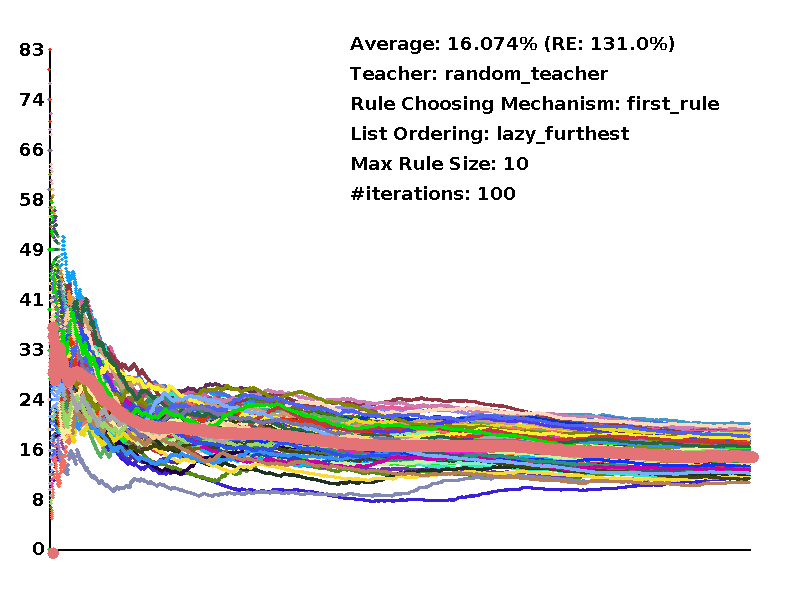 Average: 16.074% (RE: 131.0%)
Teacher: random_teacher
Rule Choosing Mechanism: first_rule
List Ordering: lazy_furthest
Max Rule Size: 10
#iterations: 100
83
74
66
58
49
41
33
24
16
8
0